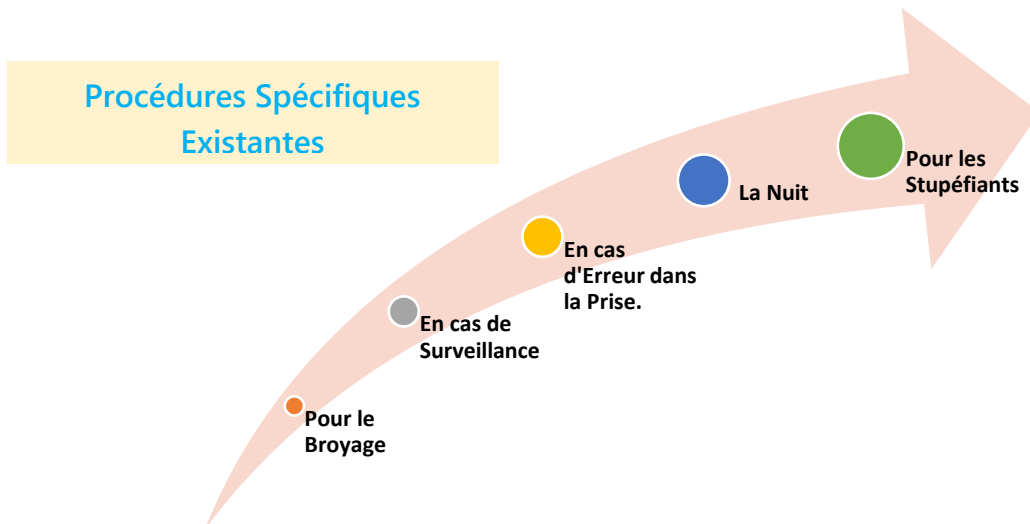 Procédures Spécifiques
Existantes
Pour les
Stupéfiants
La Nuit
En cas
d'Erreur dans
la Prise.
En cas de
Surveillance
Pour le
Broyage